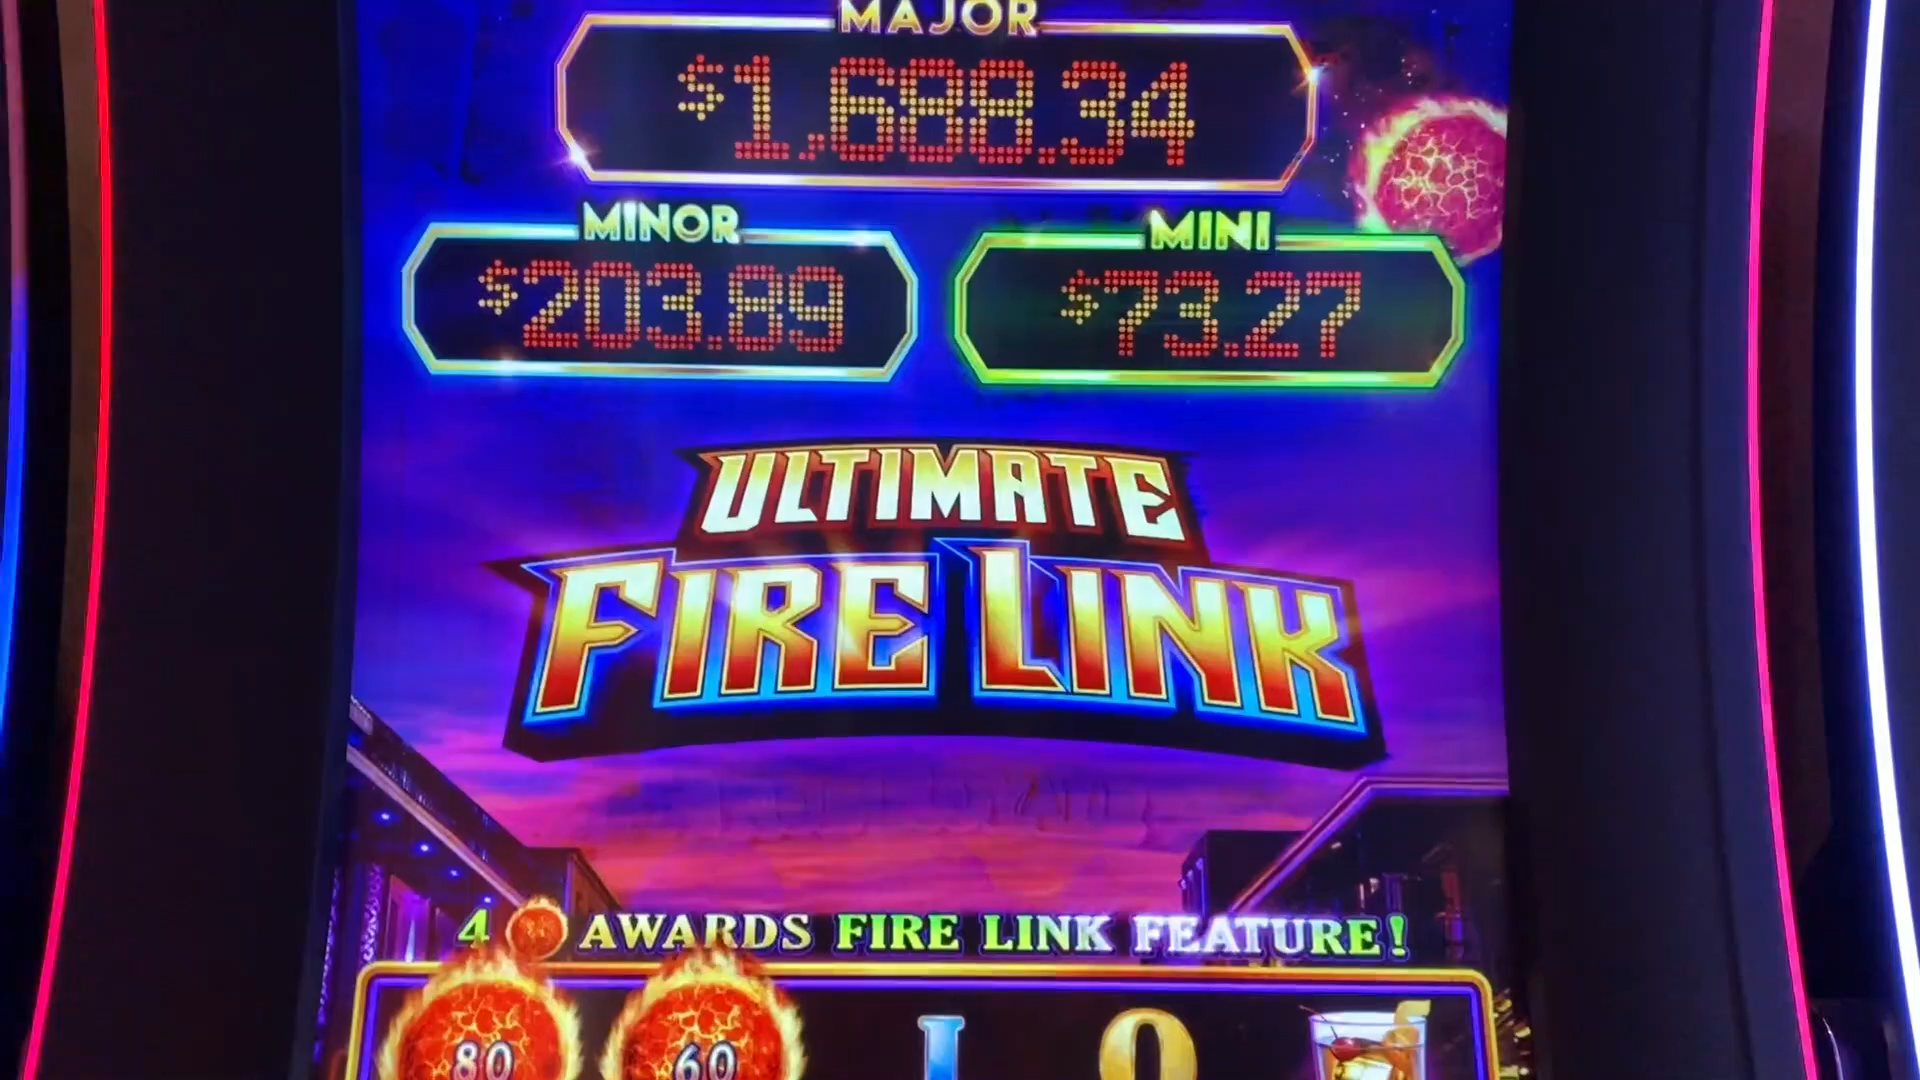 MAJOR
$1,688.34
MINOR
MINI
$203.89
$73.27
ULTIMATE
FIRE LINK
4 AWARDS FIRE LINK FEATURE!
80
60
J
Q